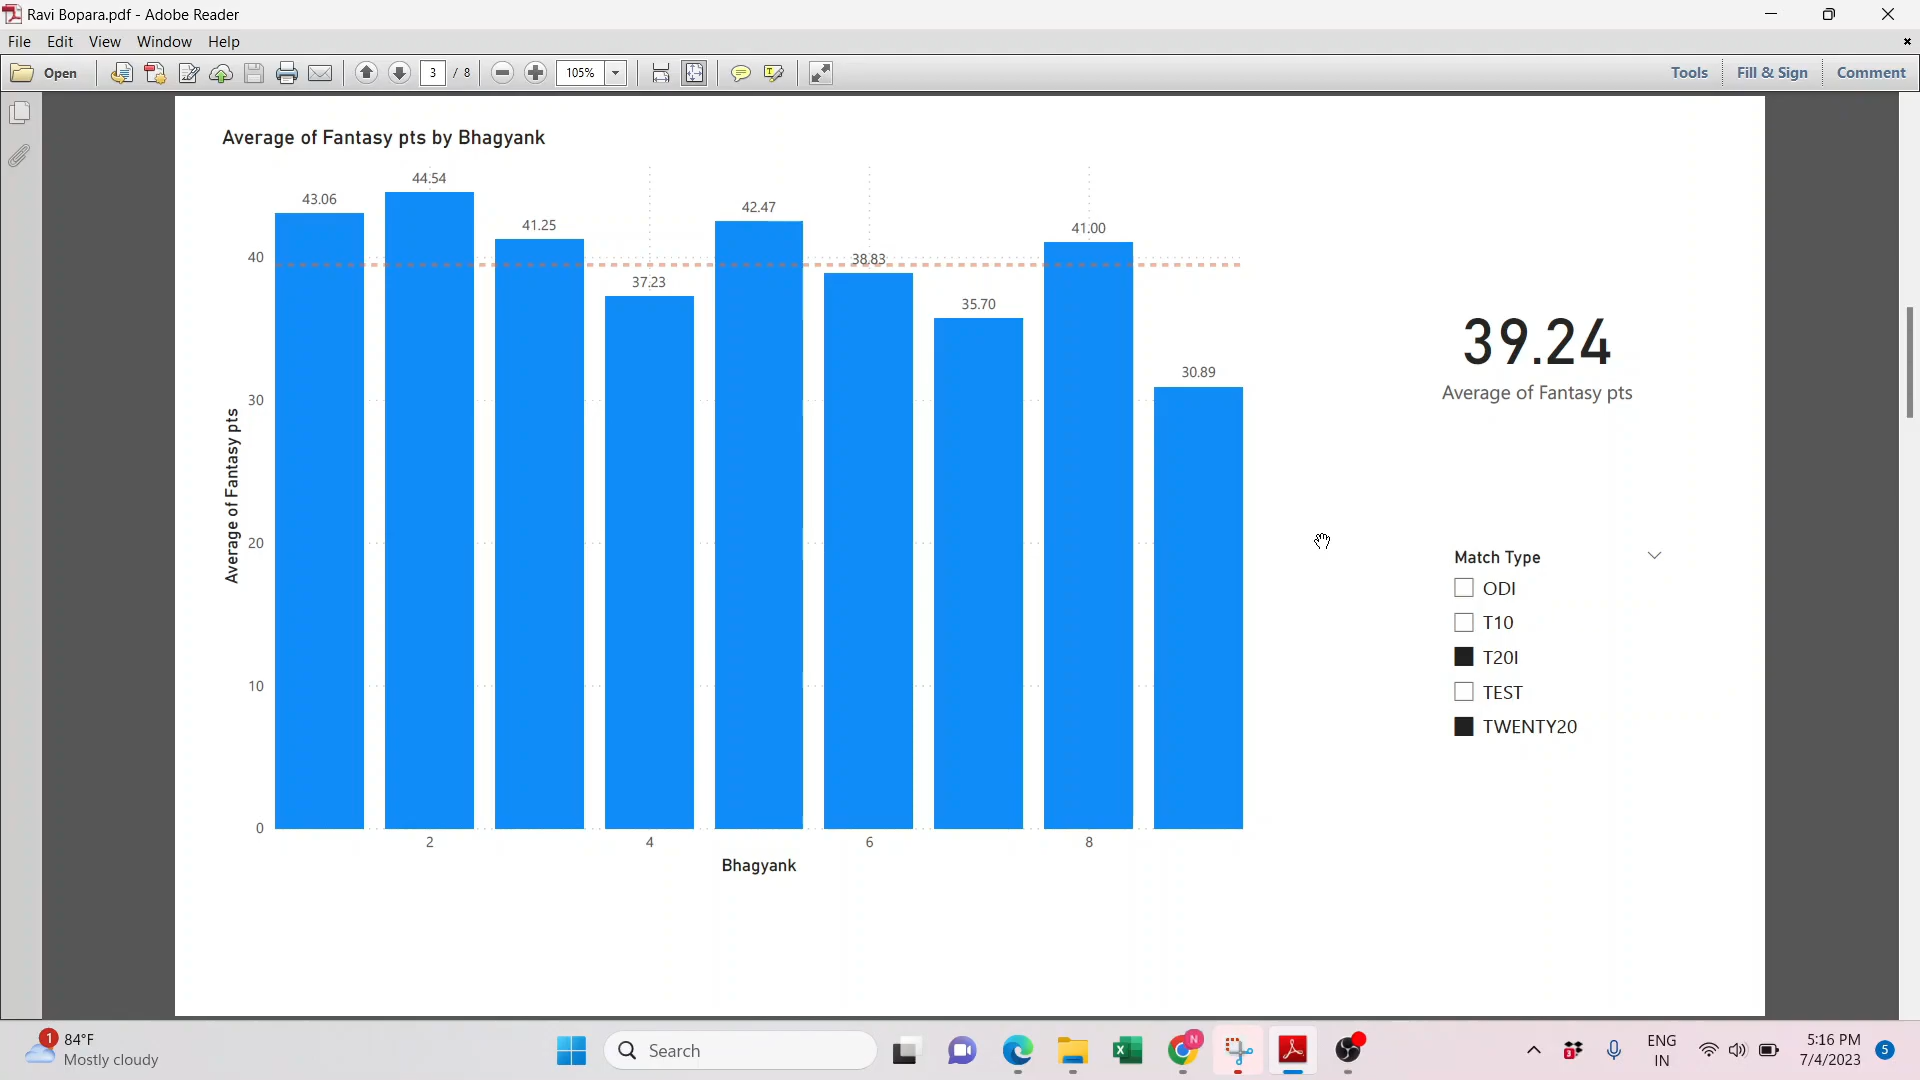 Ravi Bopara.pdf - Adobe Reader
File Edit View Window Help
Open 3 / 8 105% Tools Fill & Sign Comment
Average of Fantasy pts by Bhagyank
43.06
44.54
41.25
37.23
42.47
38.83
35.70
41.00
30.89
40
30
20
10
0
Average of Fantasy pts
2 4 6 8
Bhagyank
39.24
Average of Fantasy pts
Match Type
ODI
T10
T20I
TEST
TWENTY20
1
84°F
Mostly cloudy
Search
N
3
ENG
IN
5:16 PM
7/4/2023
5